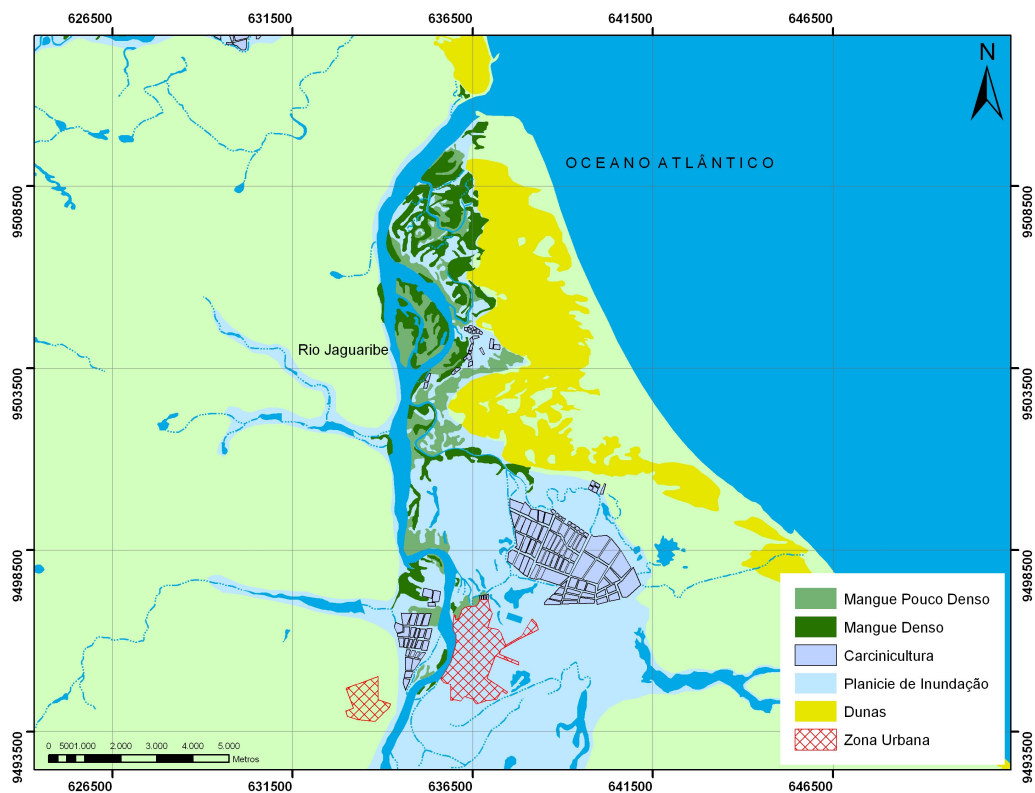 626500 631500 636500 641500 646500
N
OCEANO ATLÂNTICO
9508500 9508500
Rio Jaguaribe
9503500 9503500
9498500 9498500
Mangue Pouco Denso
Mangue Denso
Carcinicultura
Planicie de Inundação
Dunas
Zona Urbana
0 500 1.000 2.000 3.000 4.000 5.000
Metros
9493500 9493500
626500 631500 636500 641500 646500